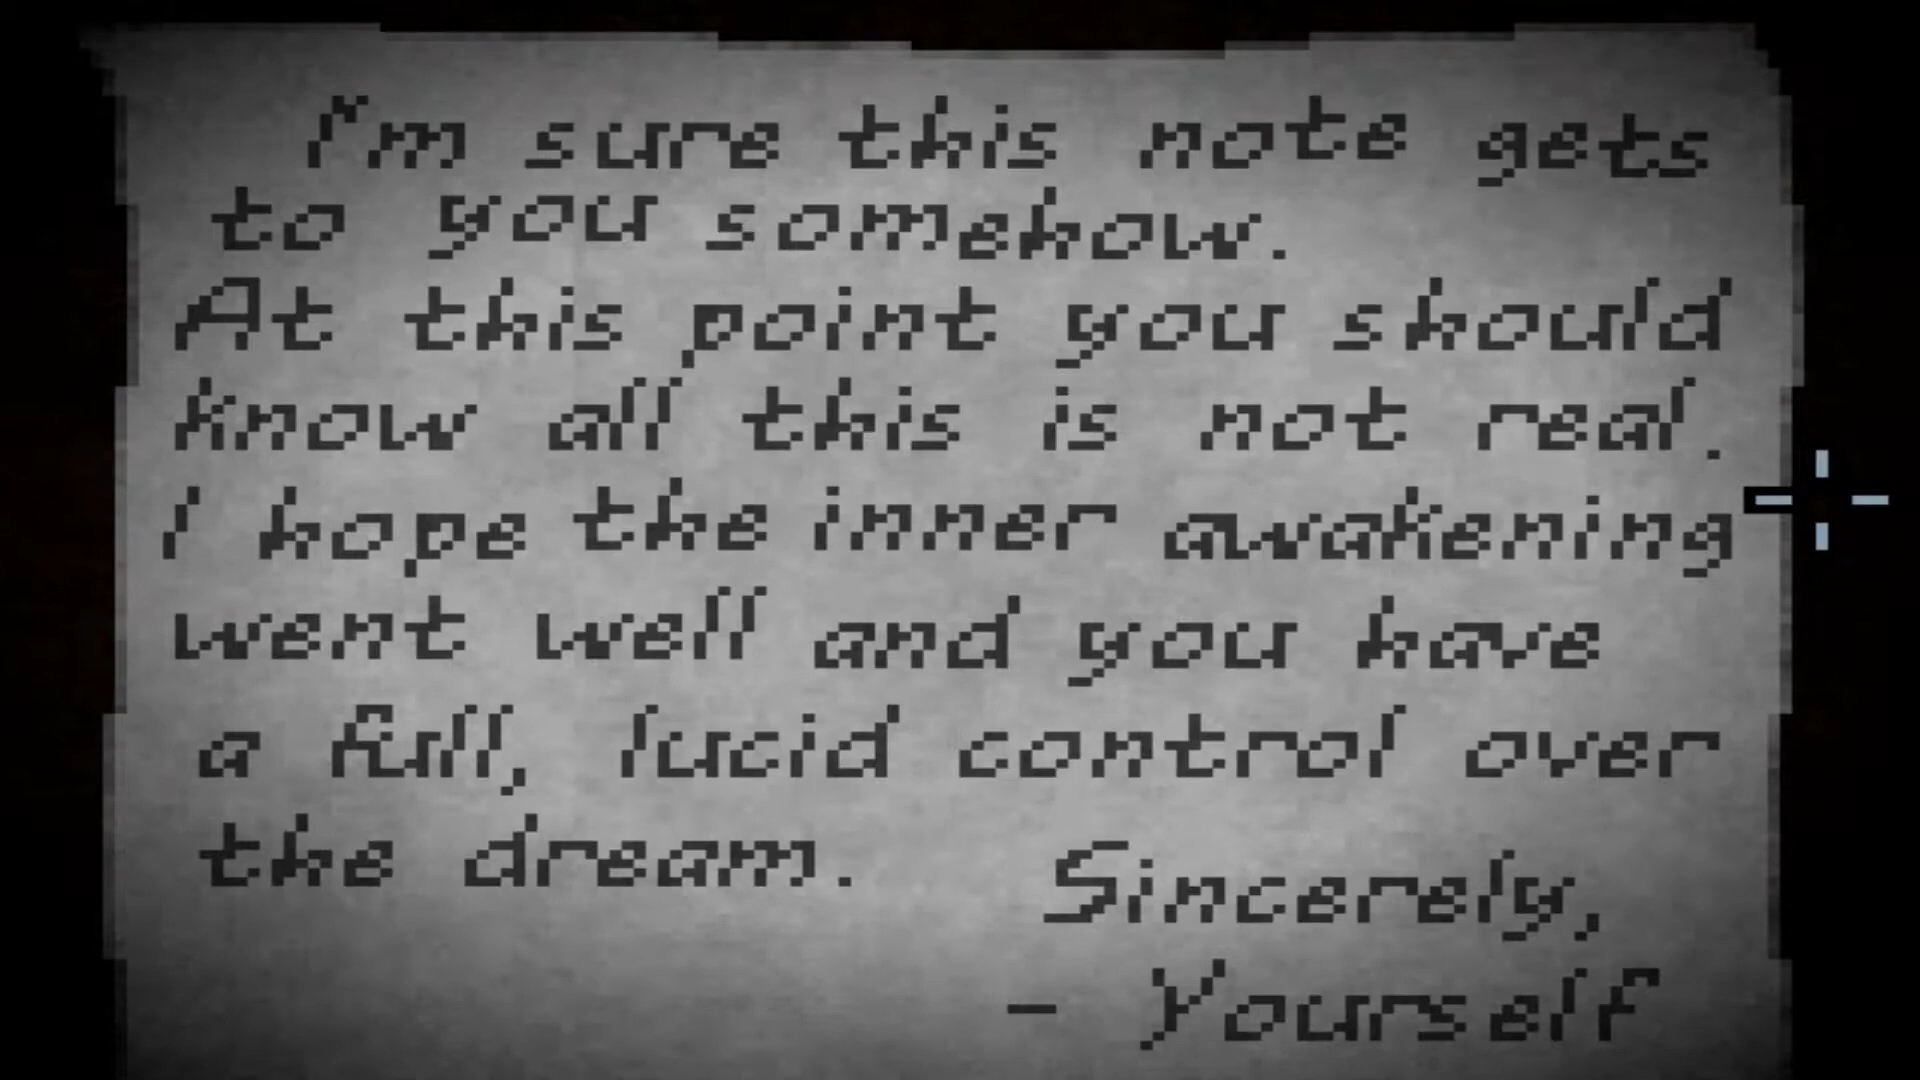 I'm sure this note gets
to you somehow.
At this point you should
know all this is not real.
I hope the inner awakening
went well and you have
a full, lucid control over
the dream.
Sincerely,
- Yourself